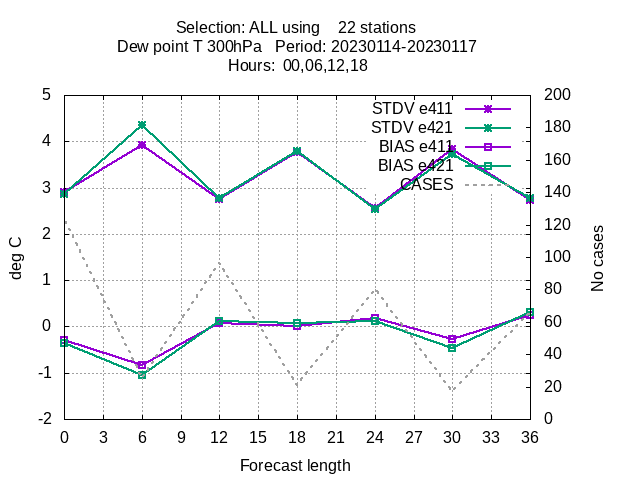 Selection: ALL using    22 stations
Dew point T 300hPa   Period: 20230114-20230117
Hours: 00,06,12,18
STDV e411
STDV e421
BIAS e411
BIAS e421
CASES
5
4
3
2
1
0
-1
-2
deg C
200
180
160
140
120
100
80
60
40
20
0
No cases
0 3 6 9 12 15 18 21 24 27 30 33 36
Forecast length